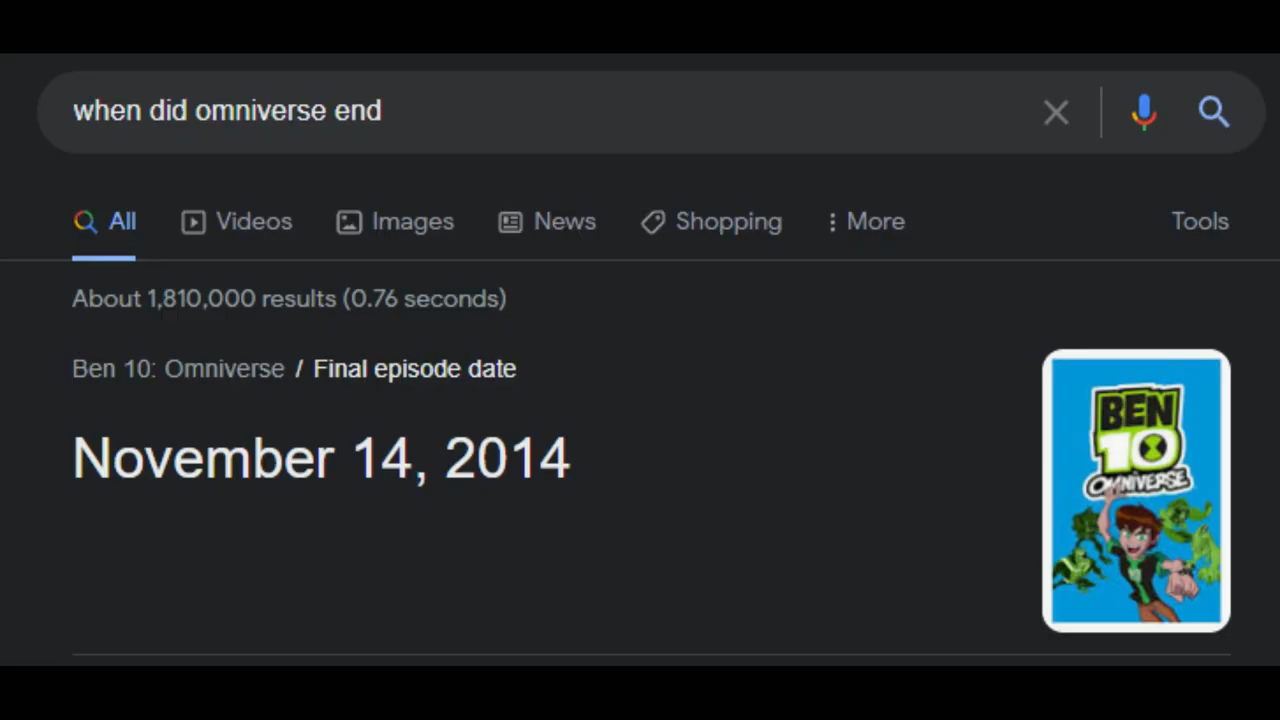 when did omniverse end
All Videos Images News Shopping More Tools
About 1,810,000 results (0.76 seconds)
Ben 10: Omniverse / Final episode date
November 14, 2014
BEN
10
OMNIVERSE